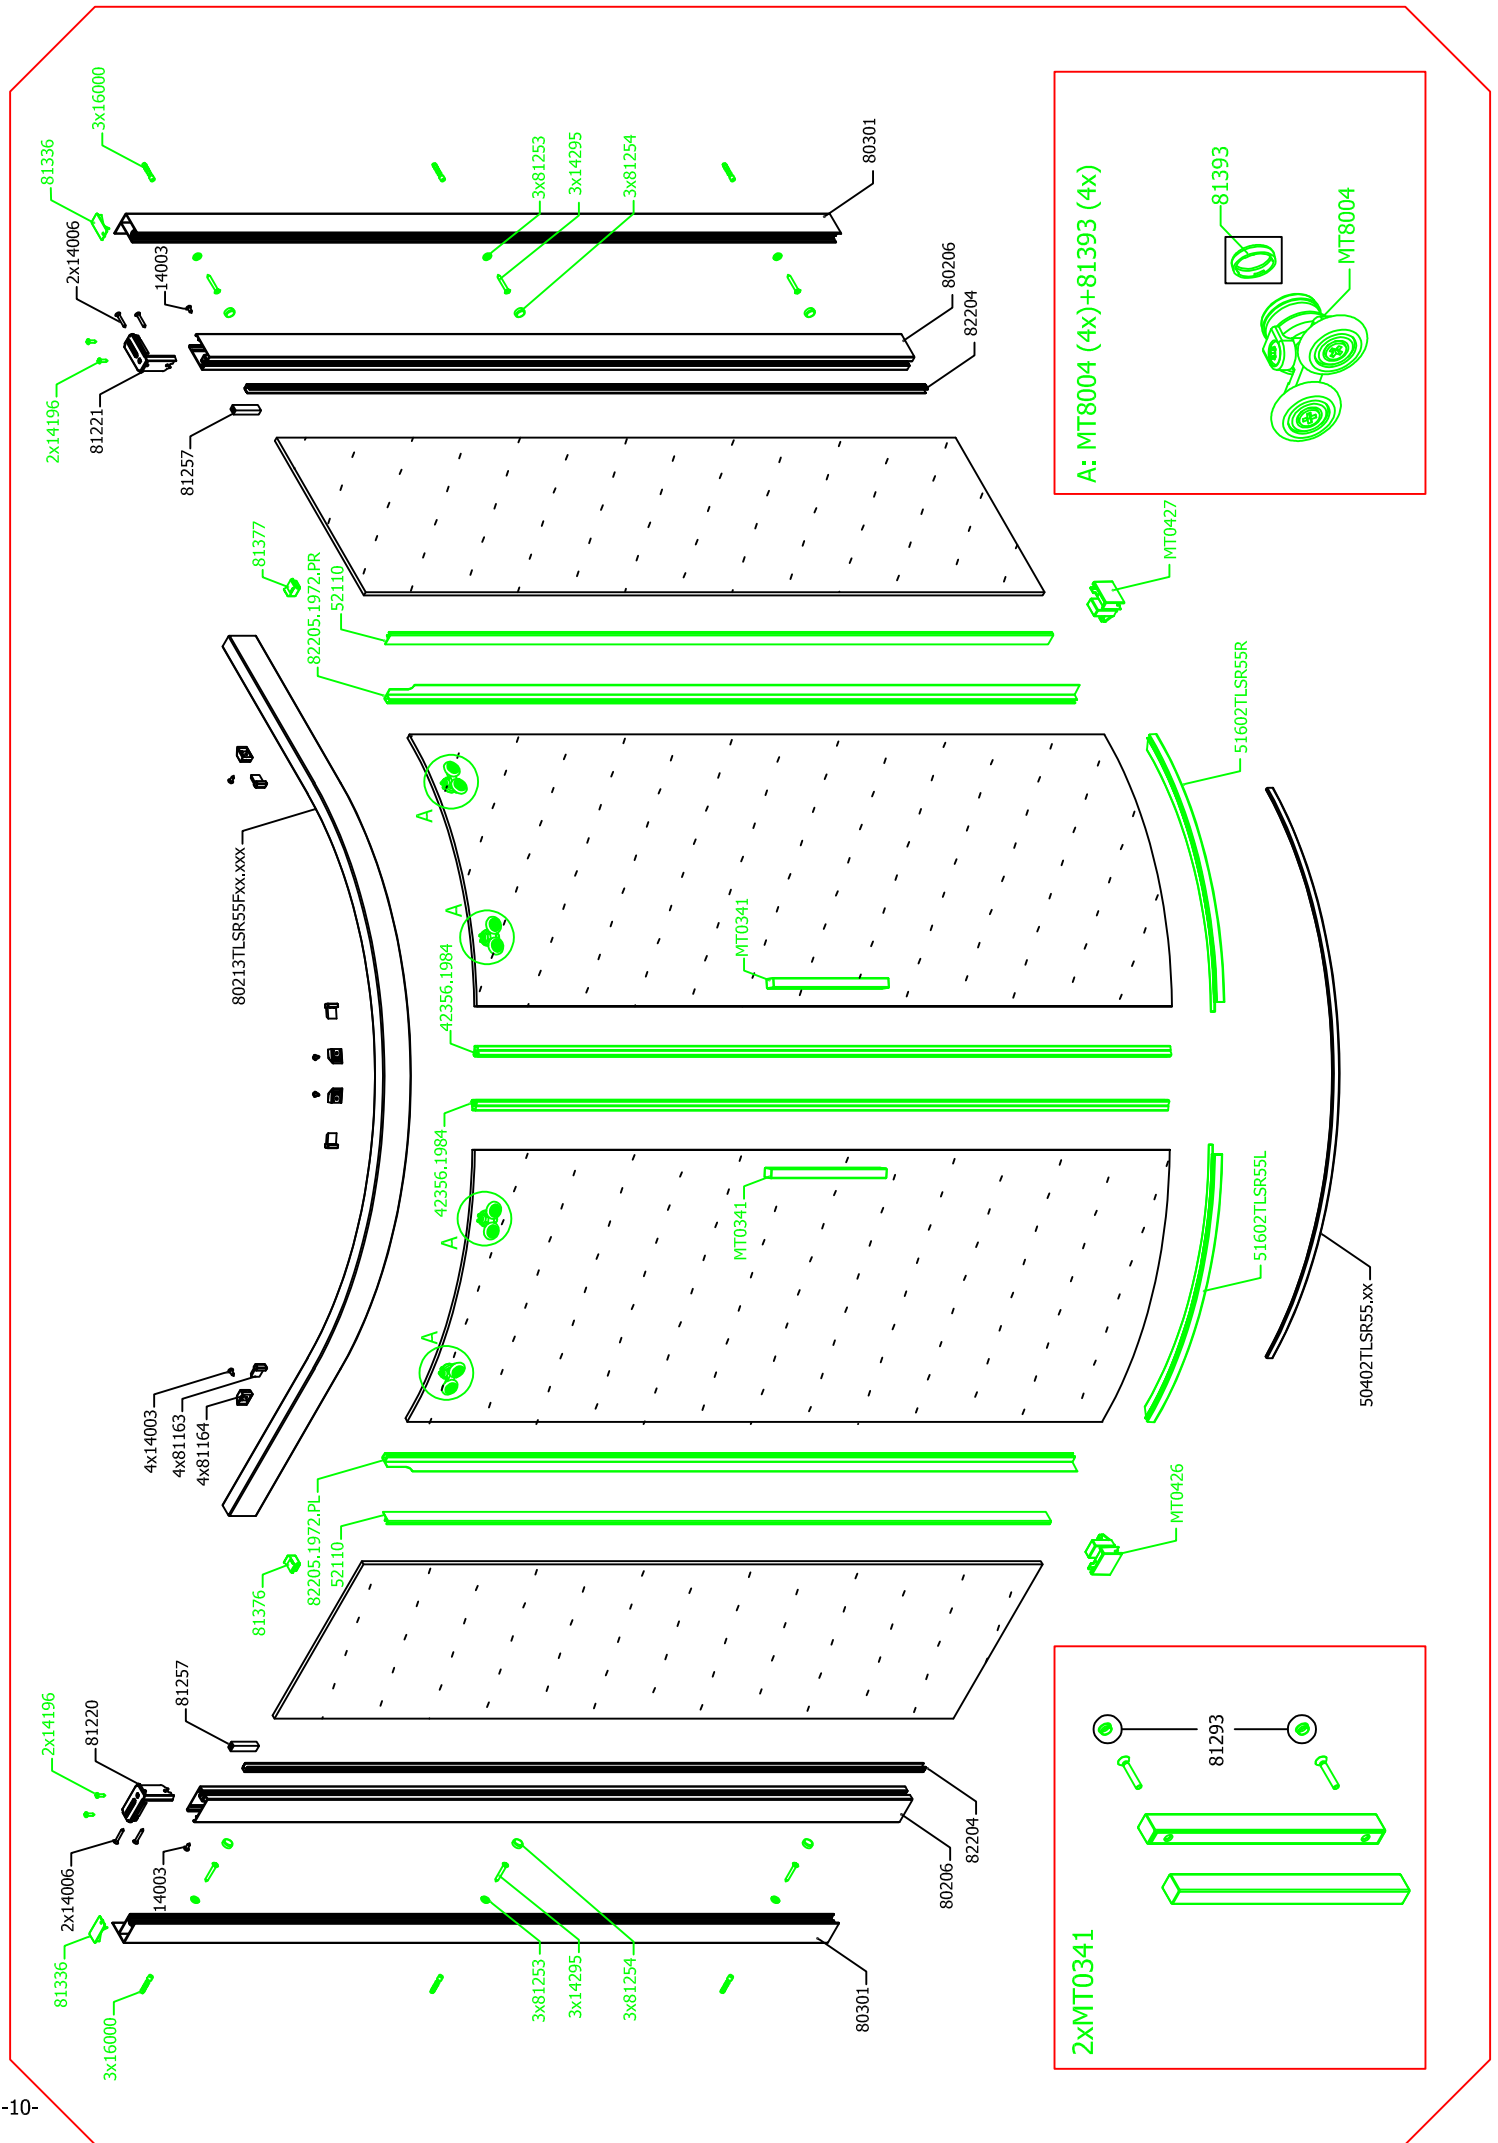 3x16000
81336
2x14006
14003
2x14196
81221
81257
3x81253
3x14295
3x81254
80301
80206
82204
81377
82205.1972.PR
52110
MT0427
A: MT8004 (4x)+81393 (4x)
81393
MT8004
80213TLSR55Fxx.xxx
A
A
MT0341
42356.1984
51602TLSR55R
42356.1984
MT0341
A
A
51602TLSR55L
50402TLSR55.xx
4x14003
4x81163
4x81164
82205.1972.PL
52110
81376
MT0426
81257
2x14196
81220
2x14006
14003
81336
3x16000
3x81253
3x14295
3x81254
80301
80206
82204
81293
2xMT0341
-10-